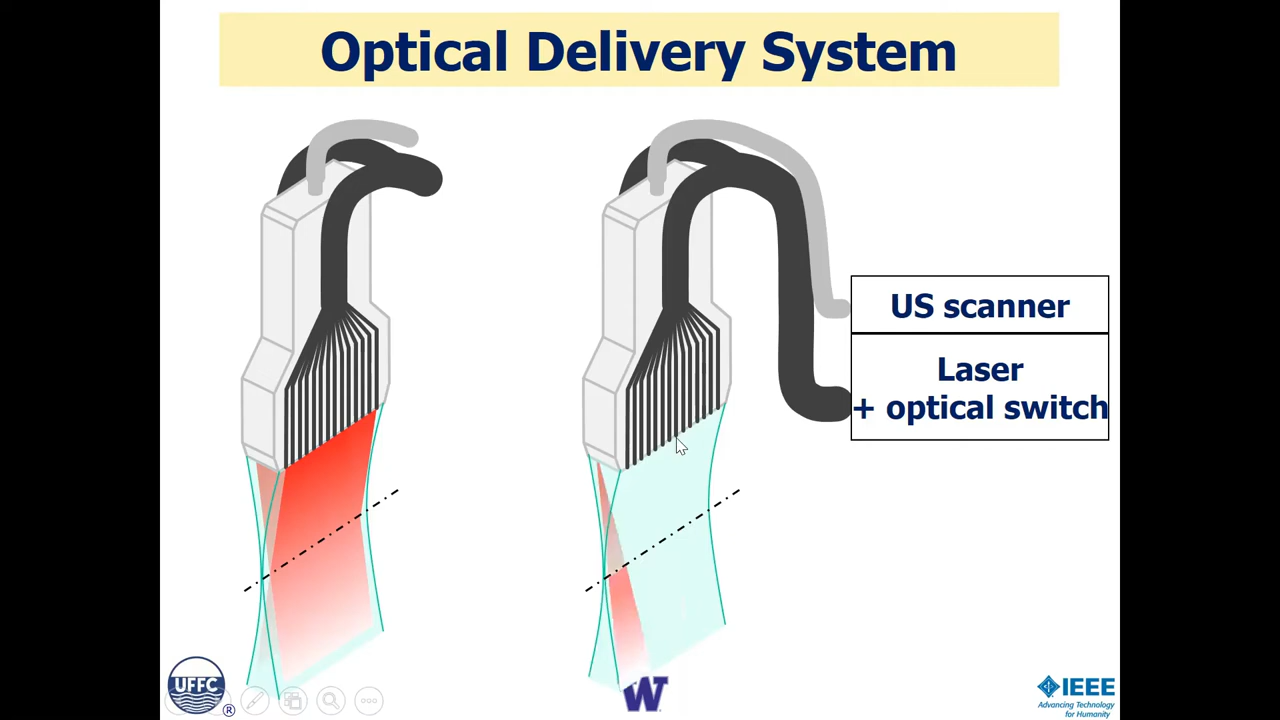 Optical Delivery System
US scanner
Laser
+ optical switch
UFFC
®
W
IEEE
Advancing Technology
for Humanity